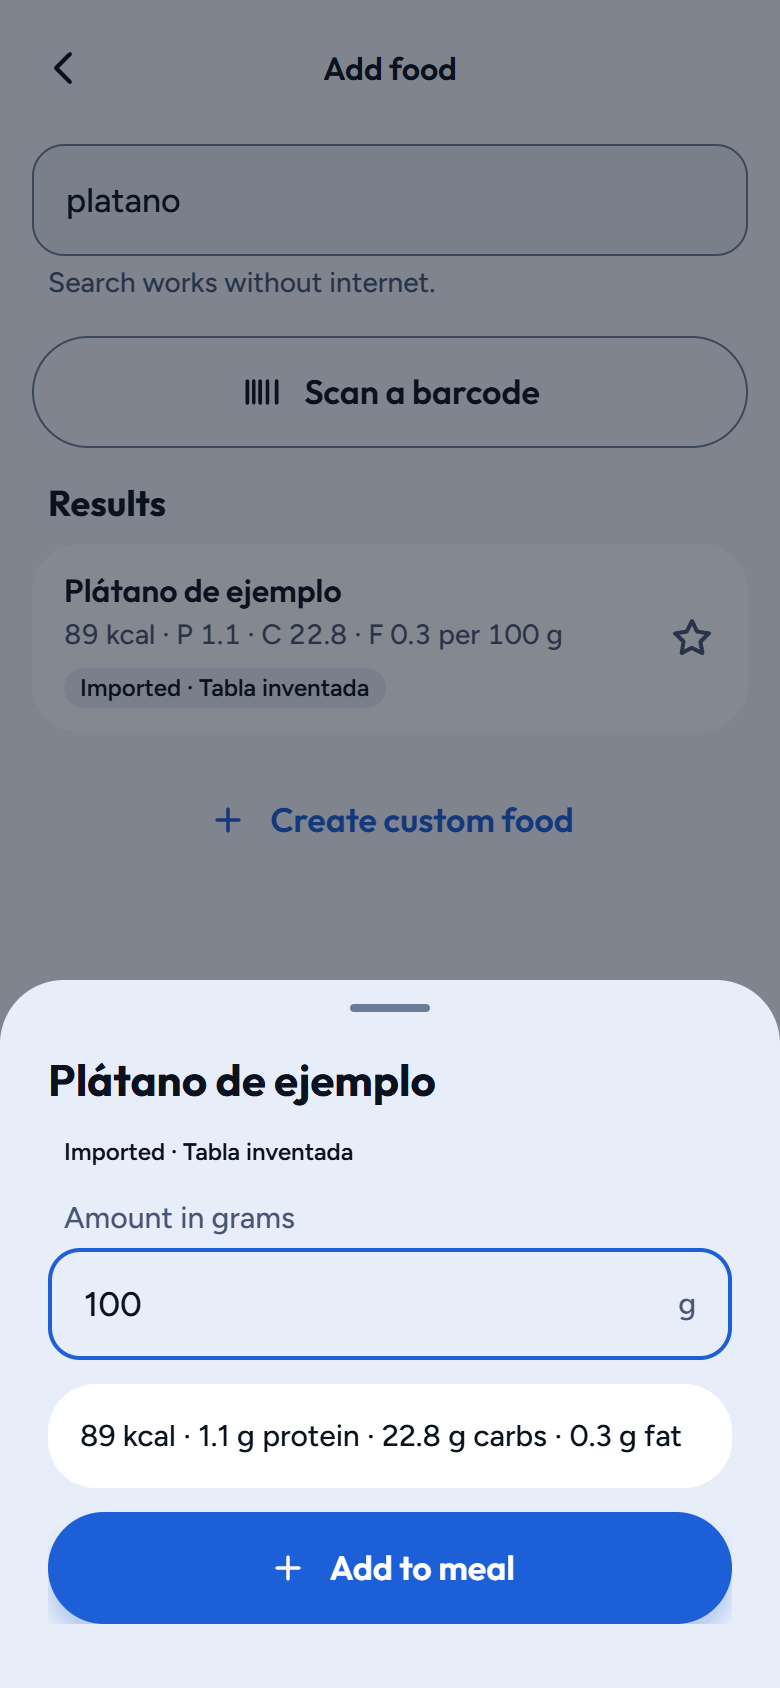 Add food
platano
Search works without internet.
Scan a barcode
Results
Plátano de ejemplo
89 kcal · P 1.1 · C 22.8 · F 0.3 per 100 g
Imported · Tabla inventada
Create custom food
Plátano de ejemplo
Imported · Tabla inventada
Amount in grams
100 g
89 kcal · 1.1 g protein · 22.8 g carbs · 0.3 g fat
Add to meal